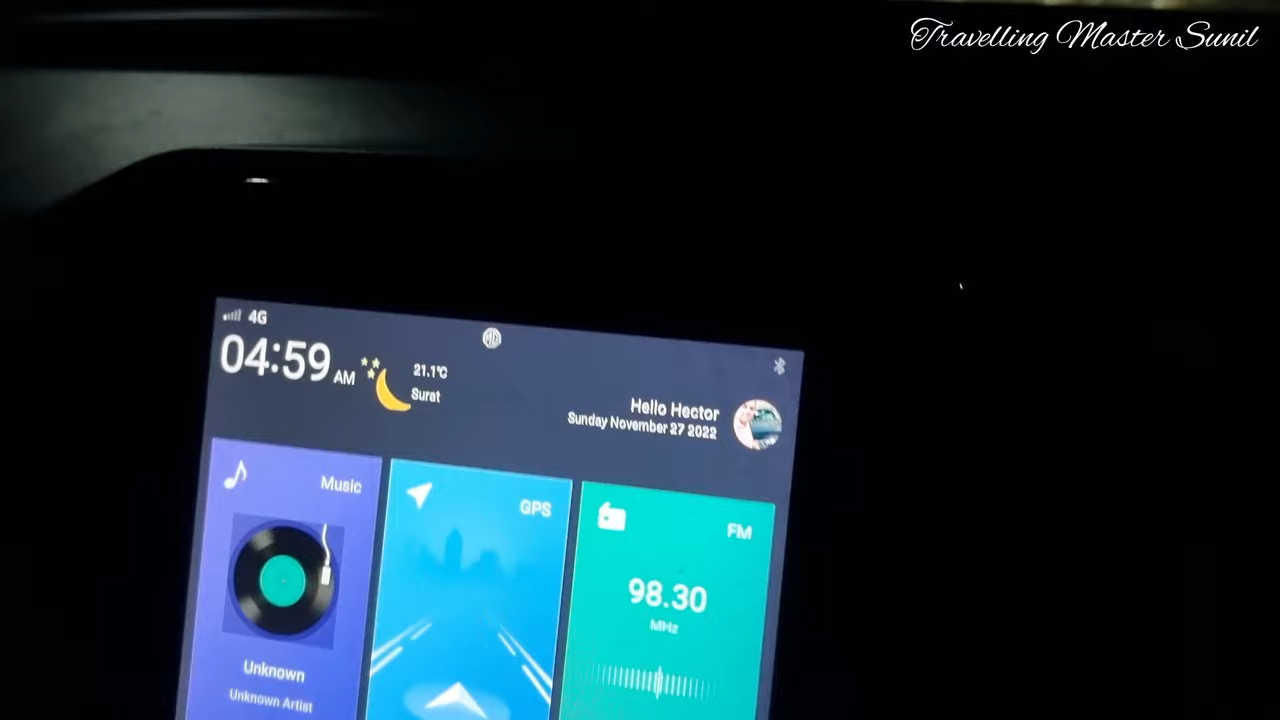 Travelling Master Sunil
4G
04:59 AM
21.1°C
Surat
Hello Hector
Sunday November 27 2022
Music
GPS
FM
98.30
MHz
Unknown
Unknown Artist